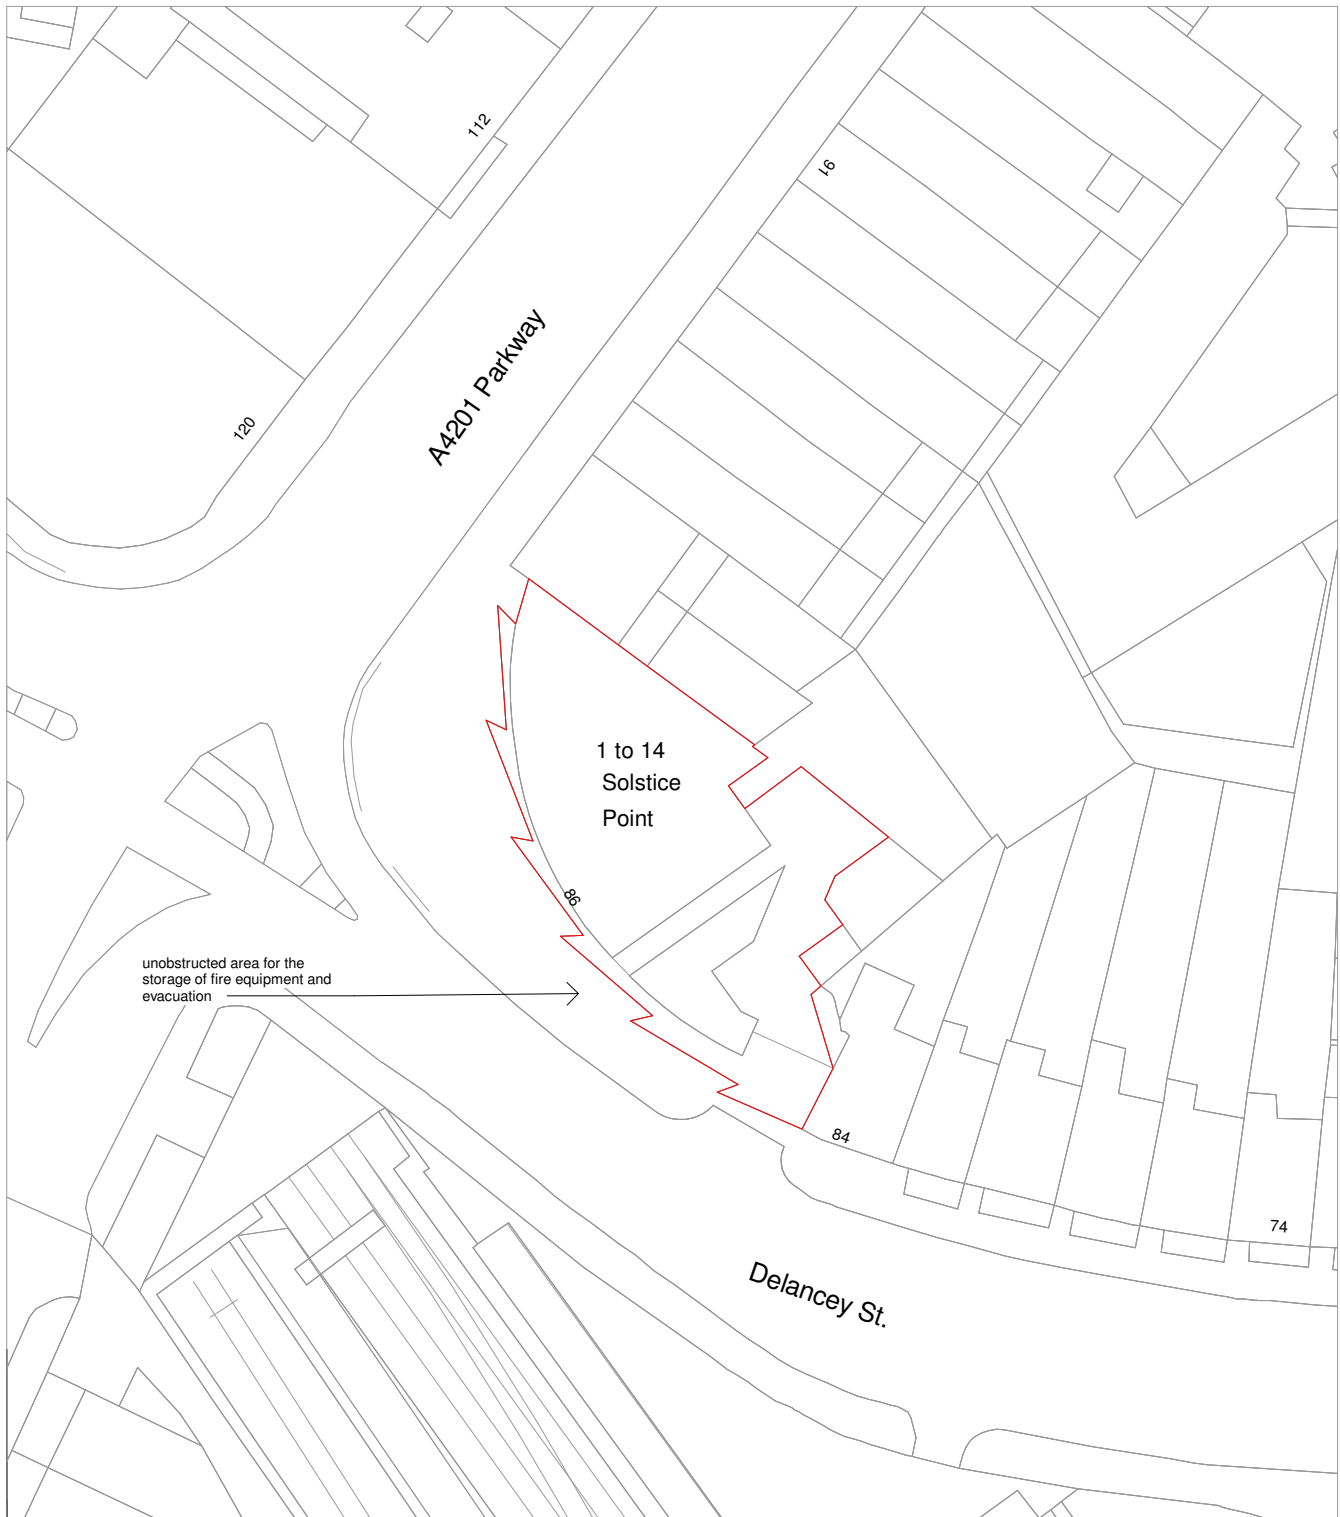 112
91
120
A4201 Parkway
1 to 14
Solstice
Point
86
unobstructed area for the
storage of fire equipment and
evacuation
84
74
Delancey St.